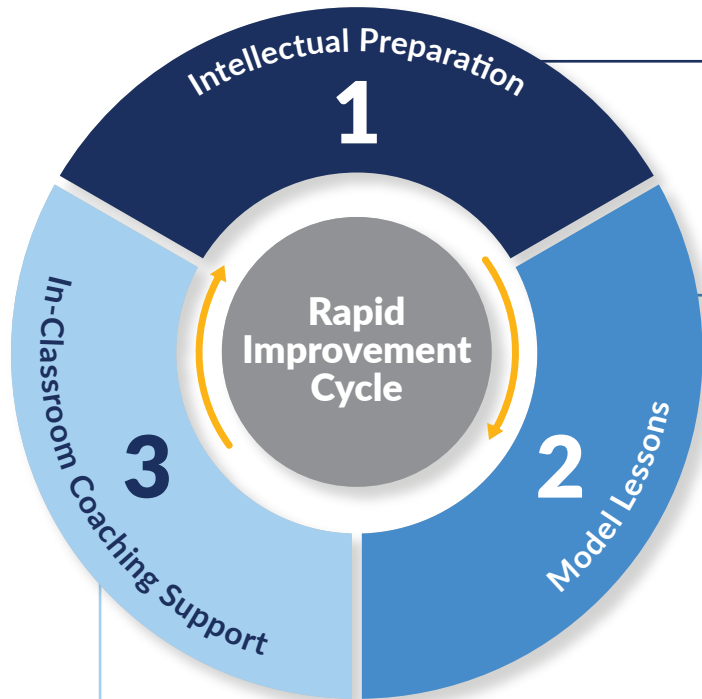 Intellectual Preparation
1
Rapid
Improvement
Cycle
2
Model Lessons
3
In-Classroom Coaching Support